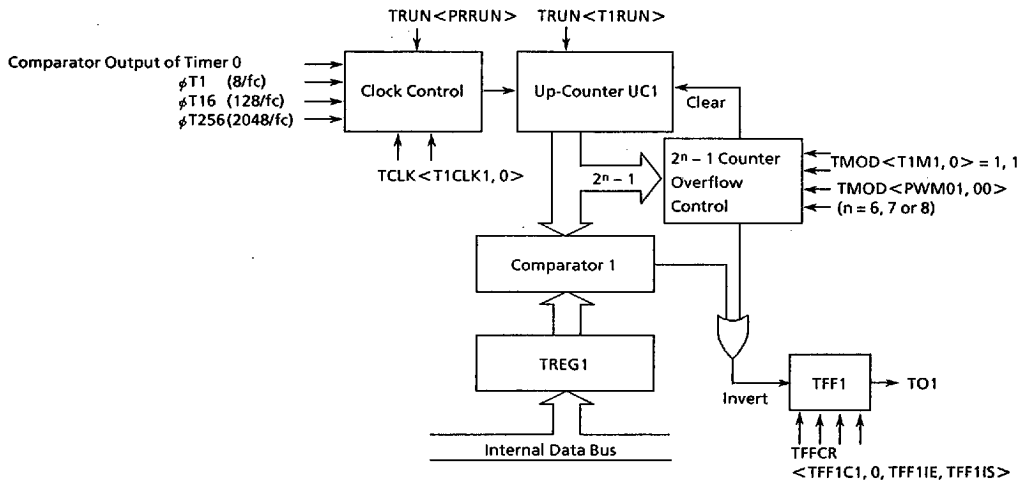 TRUN<PRRUN>
TRUN<T1RUN>
Comparator Output of Timer 0
φT1 (8/fc)
φT16 (128/fc)
φT256 (2048/fc)
Clock Control
Up-Counter UC1
Clear
TCLK<T1CLK1, 0>
2ⁿ – 1
2ⁿ – 1 Counter
Overflow
Control
TMOD<T1M1, 0> = 1, 1
TMOD<PWM01, 00>
(n = 6, 7 or 8)
Comparator 1
TREG1
Internal Data Bus
Invert
TFF1
TO1
TFFCR
<TFF1C1, 0, TFF1IE, TFF1IS>